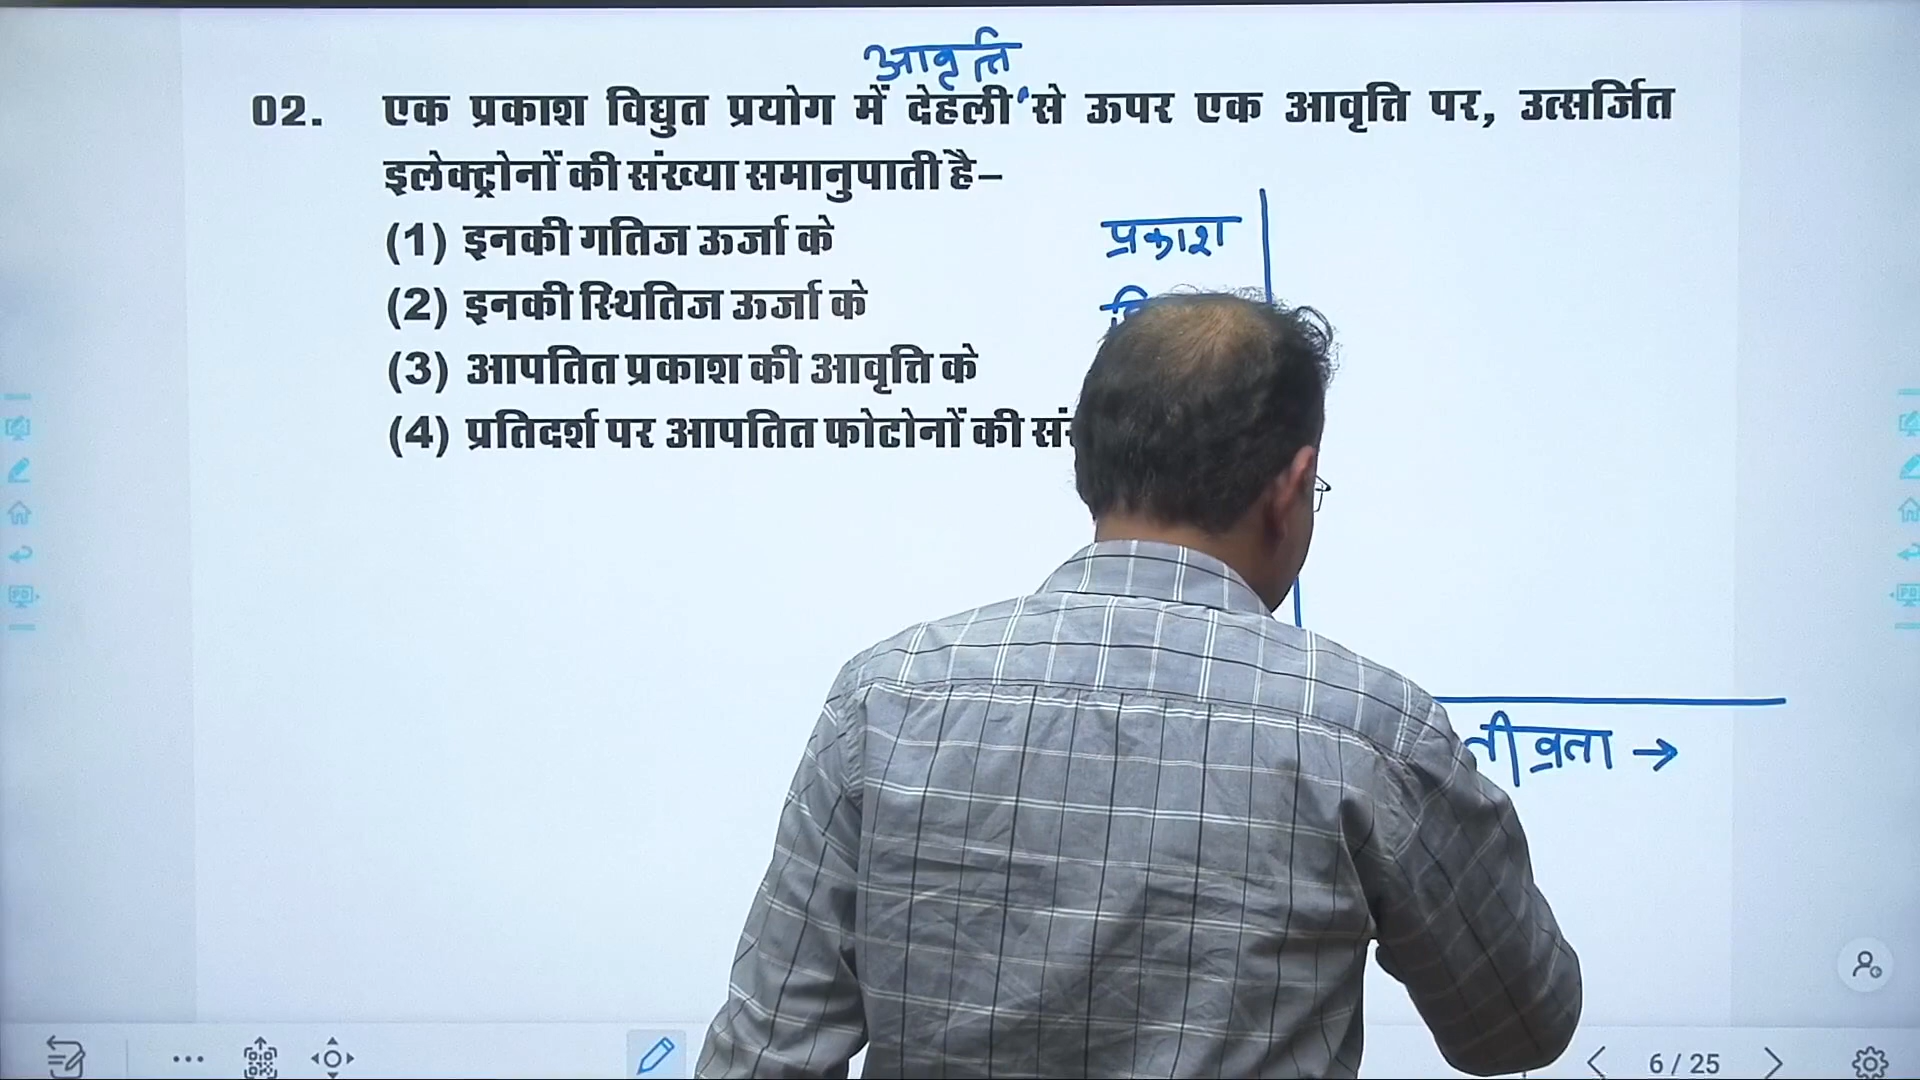 आवृत्ति
02. एक प्रकाश विद्युत प्रयोग में देहली से ऊपर एक आवृत्ति पर, उत्सर्जित
इलेक्ट्रोनों की संख्या समानुपाती है–
(1) इनकी गतिज ऊर्जा के
(2) इनकी स्थितिज ऊर्जा के
(3) आपतित प्रकाश की आवृत्ति के
(4) प्रतिदर्श पर आपतित फोटोनों की
प्रकाश
तीव्रता →
6 / 25